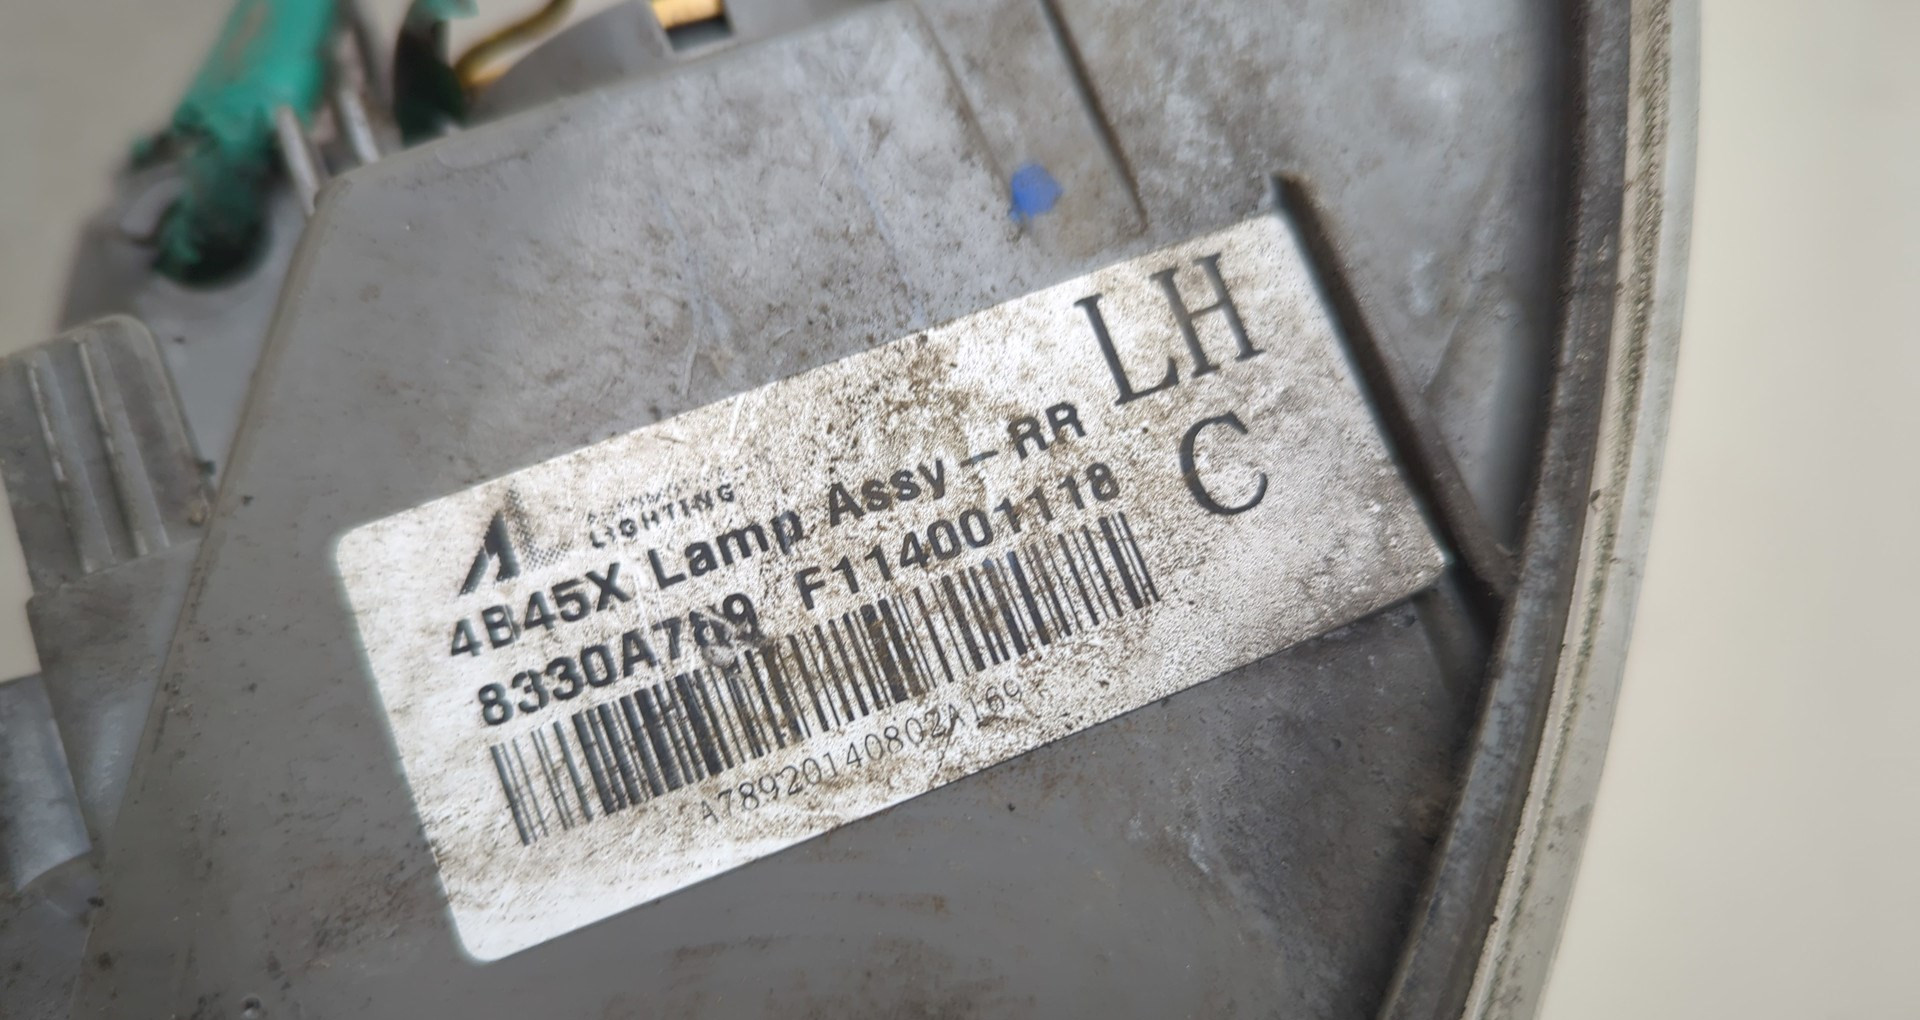 LH
LIGHTING
4B45X Lamp Assy-RR
C
8330A789 F114001118
A78920140802A169